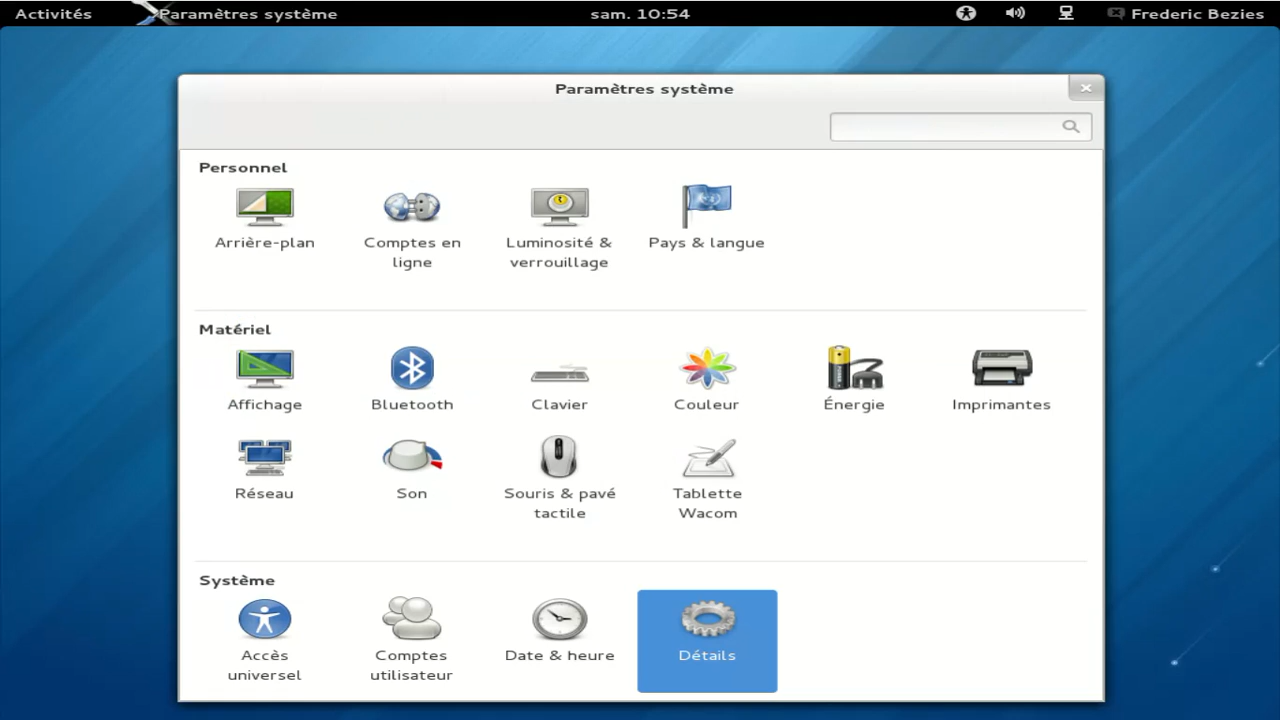 Activités Paramètres système sam. 10:54 Frederic Bezies
Paramètres système
Personnel
Arrière-plan Comptes en Luminosité & Pays & langue
ligne verrouillage
Matériel
Affichage Bluetooth Clavier Couleur Énergie Imprimantes
Réseau Son Souris & pavé Tablette
tactile Wacom
Système
Accès Comptes Date & heure Détails
universel utilisateur